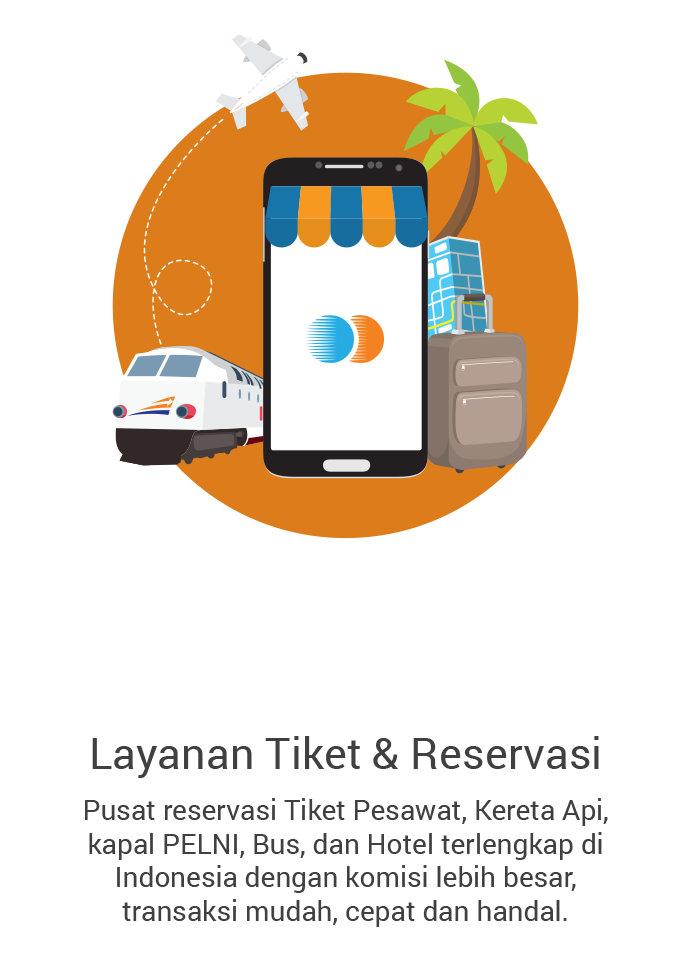 Layanan Tiket & Reservasi
Pusat reservasi Tiket Pesawat, Kereta Api,
kapal PELNI, Bus, dan Hotel terlengkap di
Indonesia dengan komisi lebih besar,
transaksi mudah, cepat dan handal.